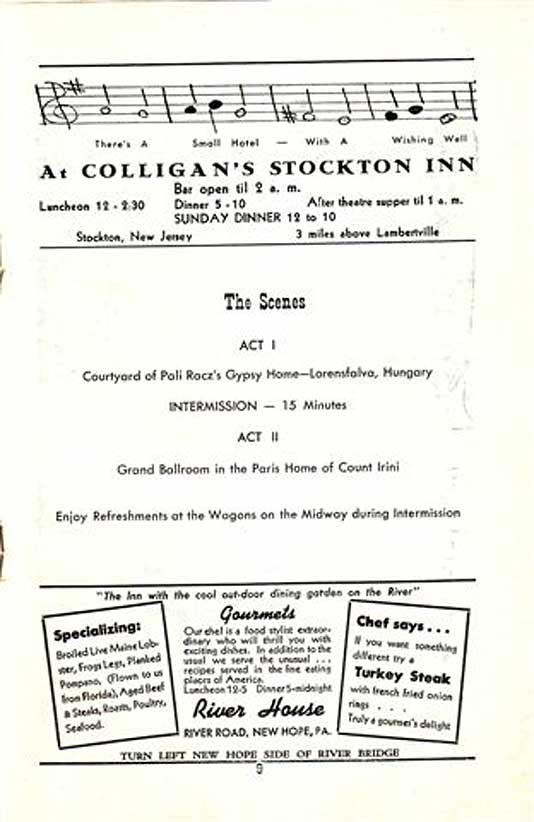 There's A Small Hotel — With A Wishing Well
At COLLIGAN'S STOCKTON INN
Bar open til 2 a. m.
Luncheon 12 - 2:30 Dinner 5 - 10 After theatre supper til 1 a. m.
SUNDAY DINNER 12 to 10
Stockton, New Jersey 3 miles above Lambertville
The Scenes
ACT I
Courtyard of Pali Racz's Gypsy Home—Lorensfalva, Hungary
INTERMISSION — 15 Minutes
ACT II
Grand Ballroom in the Paris Home of Count Irini
Enjoy Refreshments at the Wagons on the Midway during Intermission
"The Inn with the cool out-door dining garden on the River"
Specializing:
Broiled Live Maine Lob-
ster, Frogs Legs, Planked
Pompano, (Flown to us
from Florida), Aged Beef
& Steaks, Roasts, Poultry,
Seafood.
Gourmets
Our chef is a food stylist extraor-
dinary who will thrill you with
exciting dishes. In addition to the
usual we serve the unusual ...
recipes served in the fine eating
places of America.
Luncheon 12-5 Dinner 5-midnight
River House
RIVER ROAD, NEW HOPE, PA.
Chef says . . .
If you want something
different try a
Turkey Steak
with french fried onion
rings . . .
Truly a gourmet's delight
TURN LEFT NEW HOPE SIDE OF RIVER BRIDGE
9